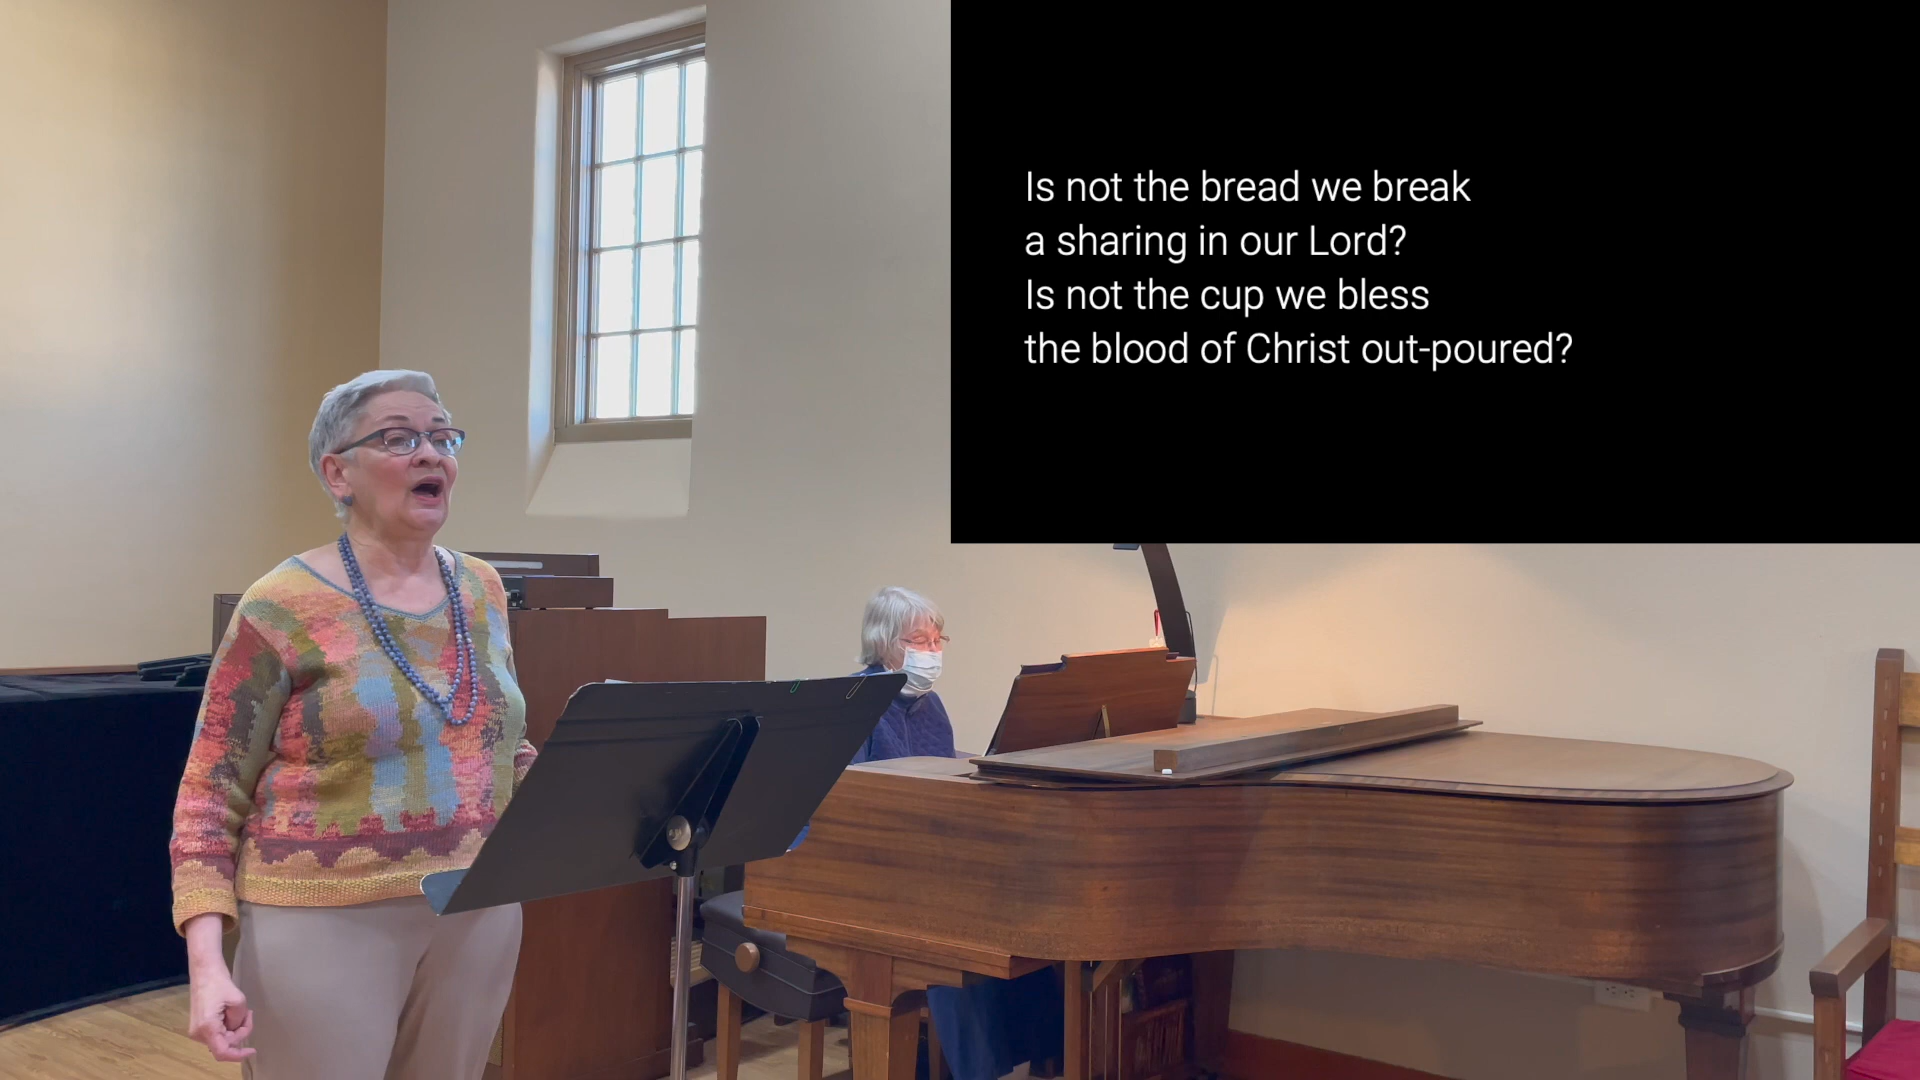 Is not the bread we break
a sharing in our Lord?
Is not the cup we bless
the blood of Christ out-poured?